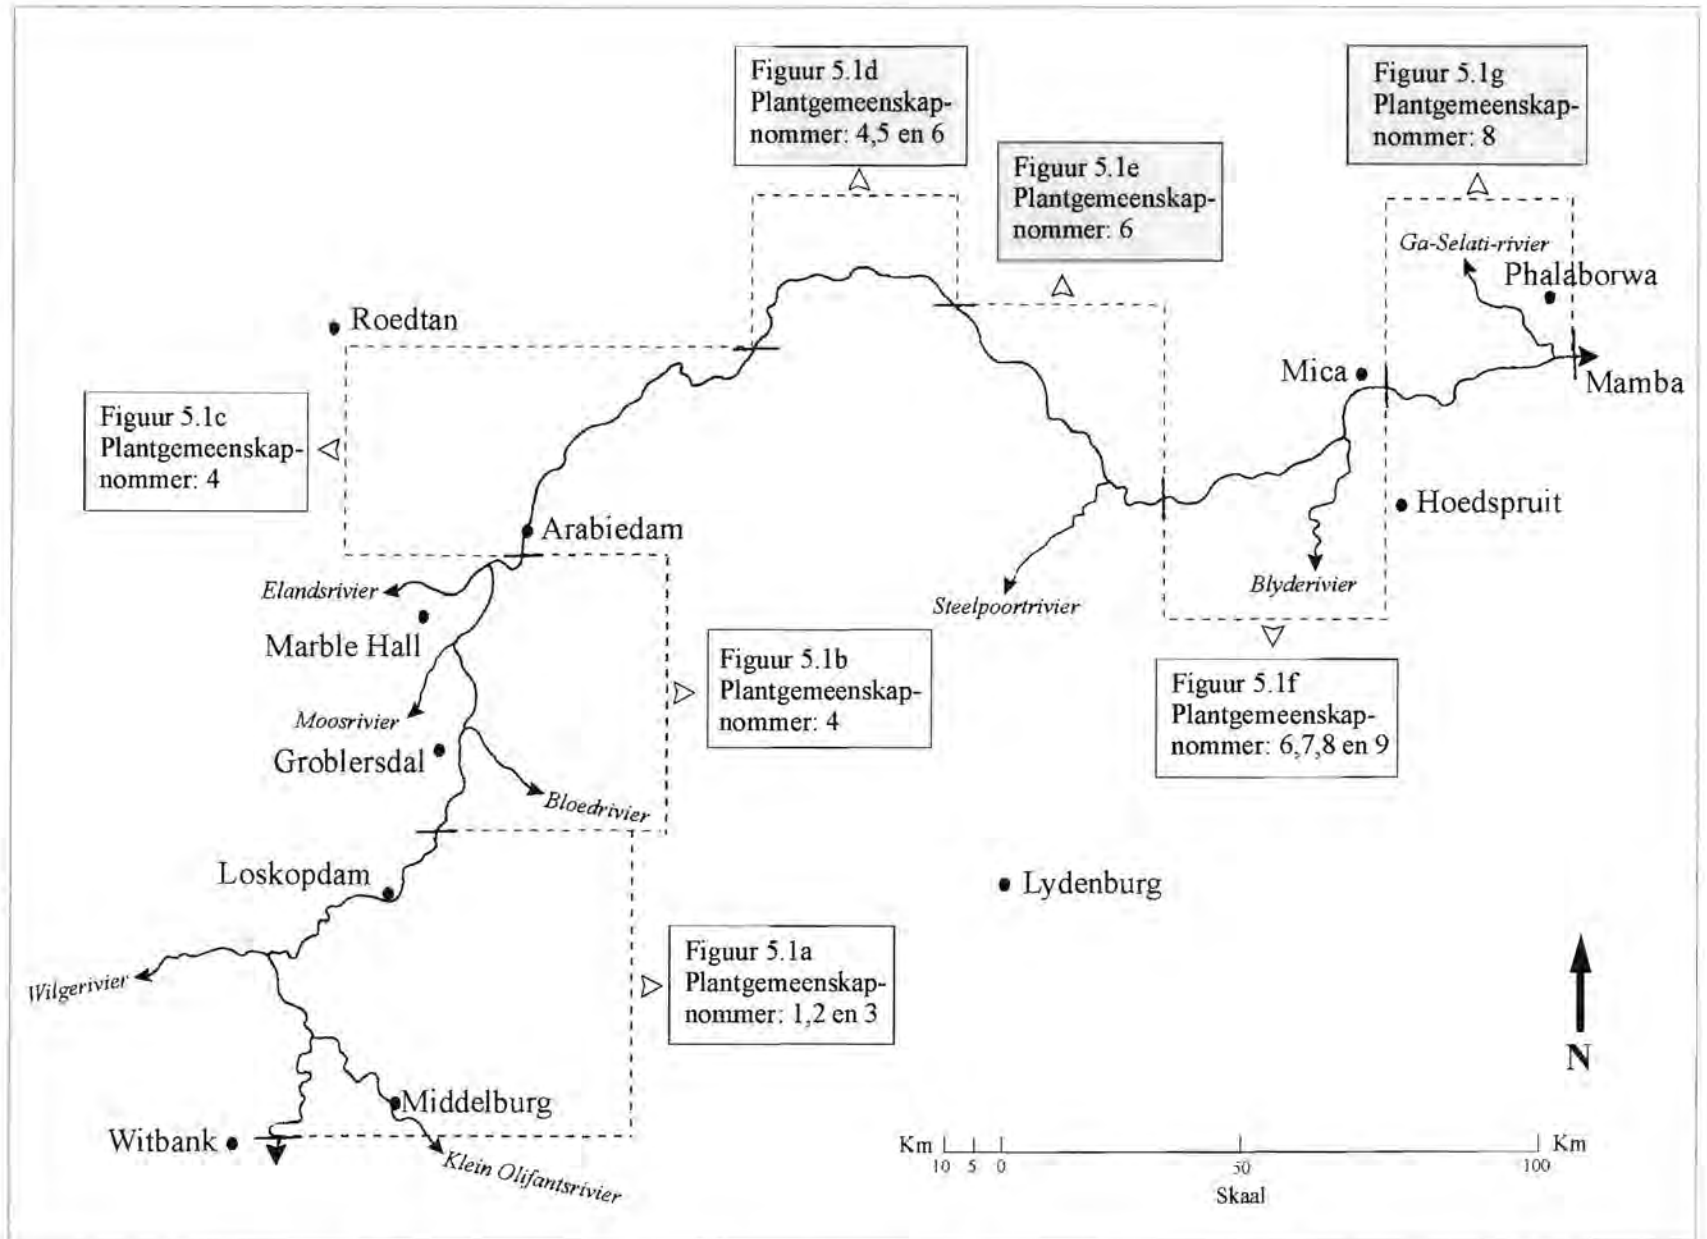 Figuur 5.1d
Plantgemeenskap-
nommer: 4,5 en 6
Figuur 5.1g
Plantgemeenskap-
nommer: 8
Figuur 5.1e
Plantgemeenskap-
nommer: 6
Ga-Selati-rivier
Phalaborwa
Roedtan
Mica
Mamba
Figuur 5.1c
Plantgemeenskap-
nommer: 4
Hoedspruit
Arabiedam
Elandsrivier
Blyderivier
Steelpoortrivier
Marble Hall
Figuur 5.1b
Plantgemeenskap-
nommer: 4
Figuur 5.1f
Plantgemeenskap-
nommer: 6,7,8 en 9
Moosrivier
Groblersdal
Bloedrivier
Loskopdam
Lydenburg
Figuur 5.1a
Plantgemeenskap-
nommer: 1,2 en 3
Wilgerivier
N
Middelburg
Witbank
Klein Olifantsrivier
Km Km
10 5 0 50 100
Skaal